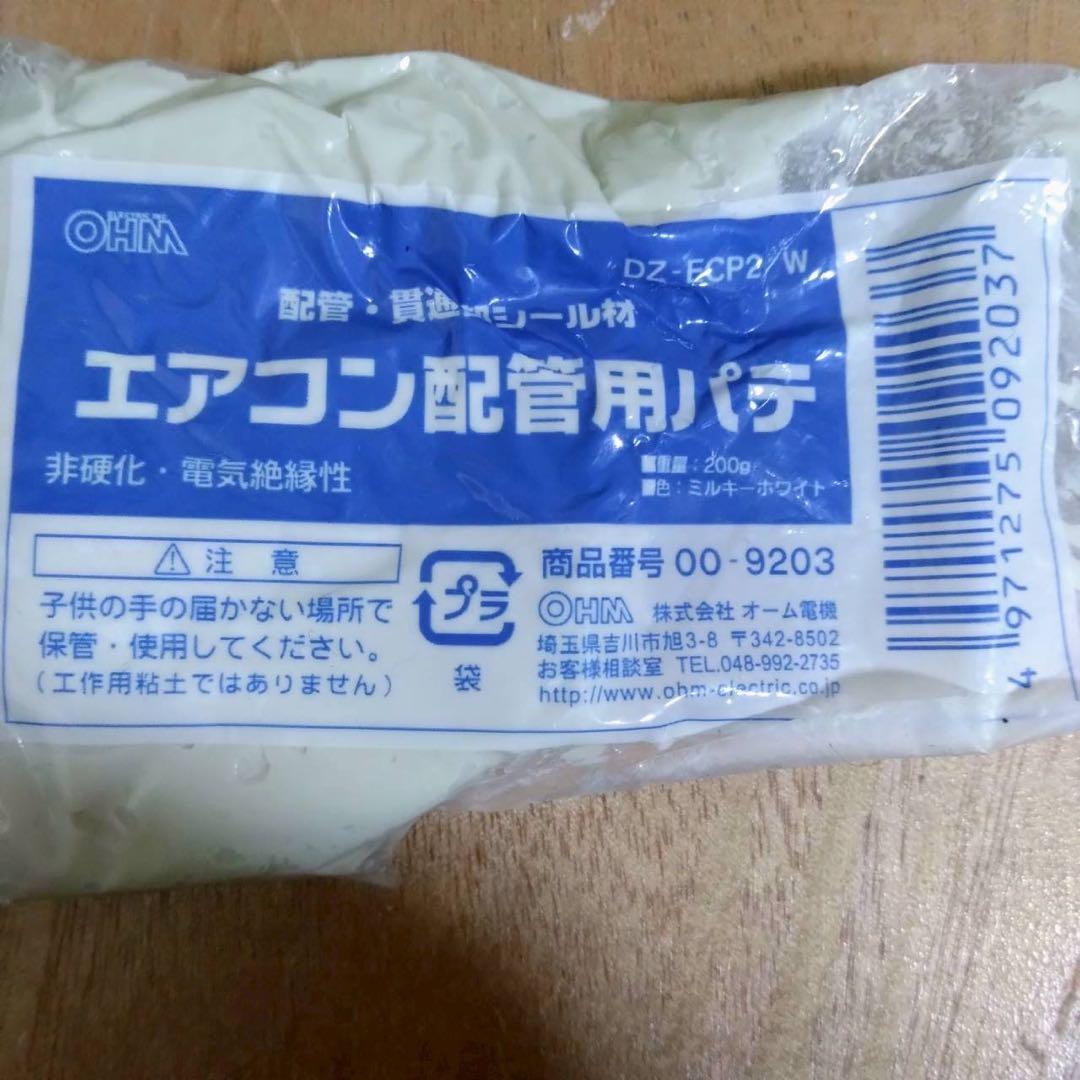 ELECTRIC INC.
OHM
DZ-ECP2 W
配管・貫通部シール材
エアコン配管用パテ
非硬化・電気絶縁性
■重量:200g
■色:ミルキーホワイト
⚠注意
子供の手の届かない場所で
保管・使用してください。
(工作用粘土ではありません)
プラ
袋
商品番号 00-9203
OHM 株式会社 オーム電機
埼玉県吉川市旭3-8 〒342-8502
お客様相談室 TEL.048-992-2735
http://www.ohm-electric.co.jp
4 971275 092037